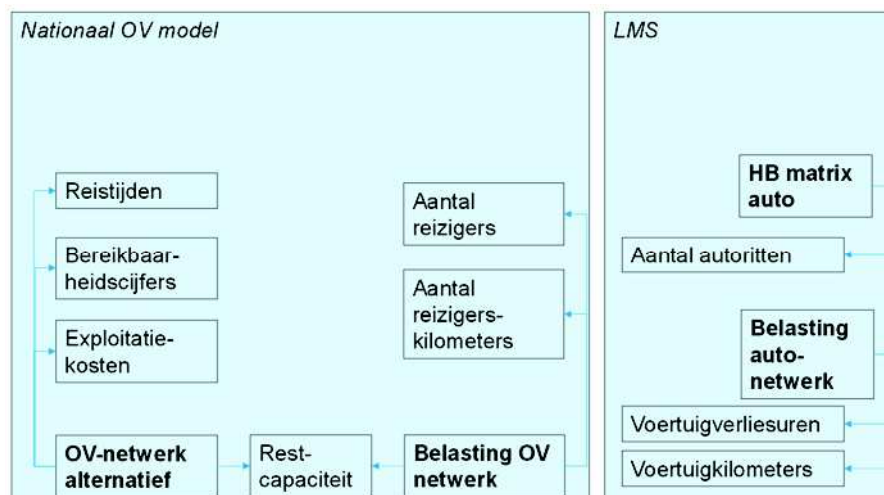 Nationaal OV model
Reistijden
Bereikbaar-
heidscijfers
Exploitatie-
kosten
OV-netwerk
alternatief
Rest-
capaciteit
Aantal
reizigers
Aantal
reizigers-
kilometers
Belasting OV
netwerk
LMS
HB matrix
auto
Aantal autoritten
Belasting
auto-
netwerk
Voertuigverliesuren
Voertuigkilometers